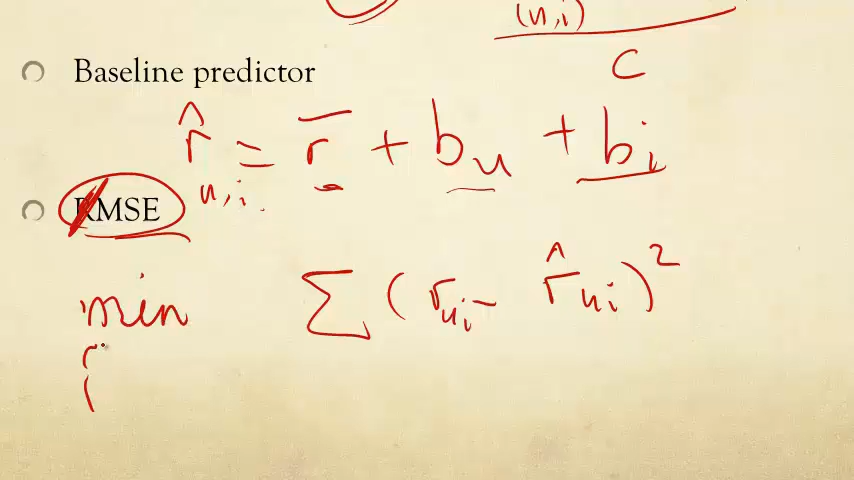 (u,i)
C
Baseline predictor
r̂ u,i = r̄ + bu + bi
RMSE
min Σ ( rui - r̂ui )²